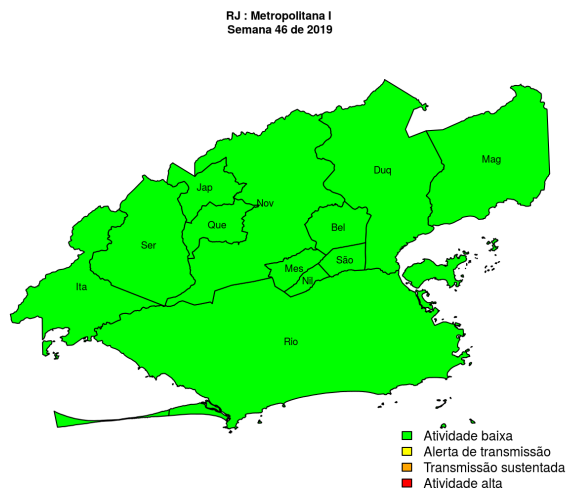 RJ : Metropolitana I
Semana 46 de 2019
Duq
Mag
Jap
Nov
Que
Bel
Ser
São
Mes
Nil
Ita
Rio
Atividade baixa
Alerta de transmissão
Transmissão sustentada
Atividade alta